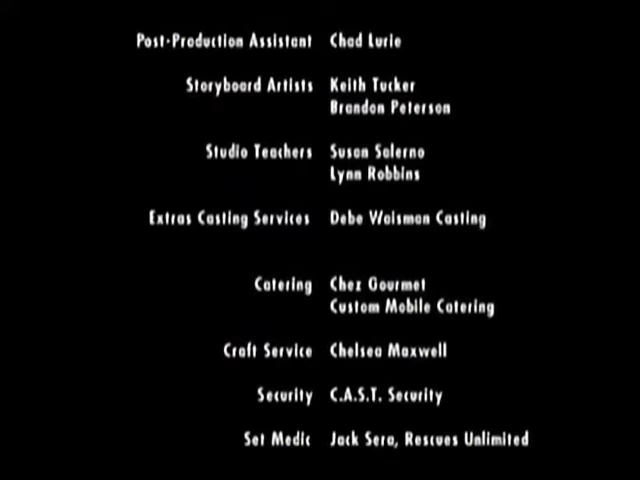 Post-Production Assistant Chad Lurie
Storyboard Artists Keith Tucker
Brandon Peterson
Studio Teachers Susan Salerno
Lynn Robbins
Extras Casting Services Debe Waisman Casting
Catering Chez Gourmet
Custom Mobile Catering
Craft Service Chelsea Maxwell
Security C.A.S.T. Security
Set Medic Jack Sera, Rescues Unlimited